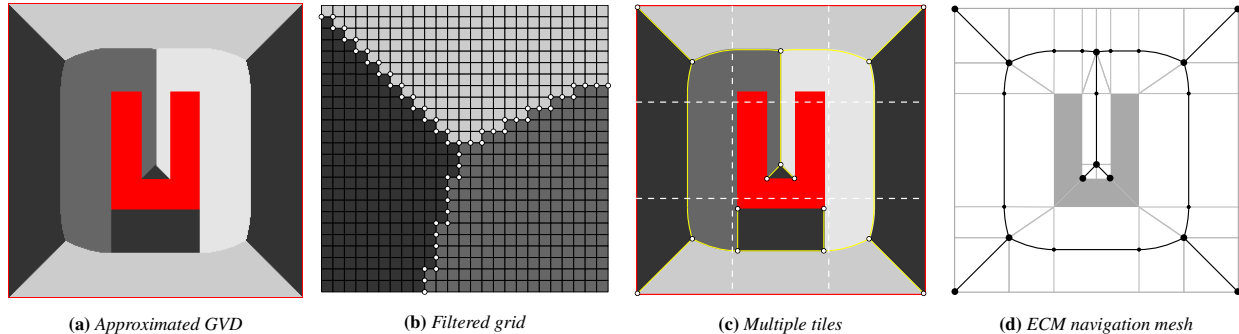 (a) Approximated GVD
(b) Filtered grid
(c) Multiple tiles
(d) ECM navigation mesh